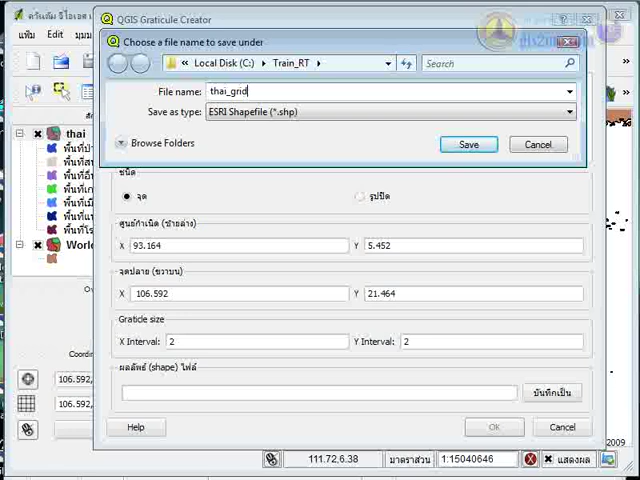 QGIS Graticule Creator
แฟ้ม Edit
Choose a file name to save under
Local Disk (C:) Train_RT Search
File name: thai_grid
Save as type: ESRI Shapefile (*.shp)
Browse Folders Save Cancel
thai
World
ชนิด
จุด รูปปิด
ศูนย์กำเนิด (ซ้ายล่าง)
X 93.164 Y 5.452
จุดปลาย (ขวาบน)
X 106.592 Y 21.464
Graticle size
X Interval: 2 Y Interval: 2
ผลลัพธ์ (shape) ไฟล์
บันทึกเป็น
Help OK Cancel
106.592,
106.592,
2009
111.72,6.38 มาตราส่วน 1:15040646 แสดงผล